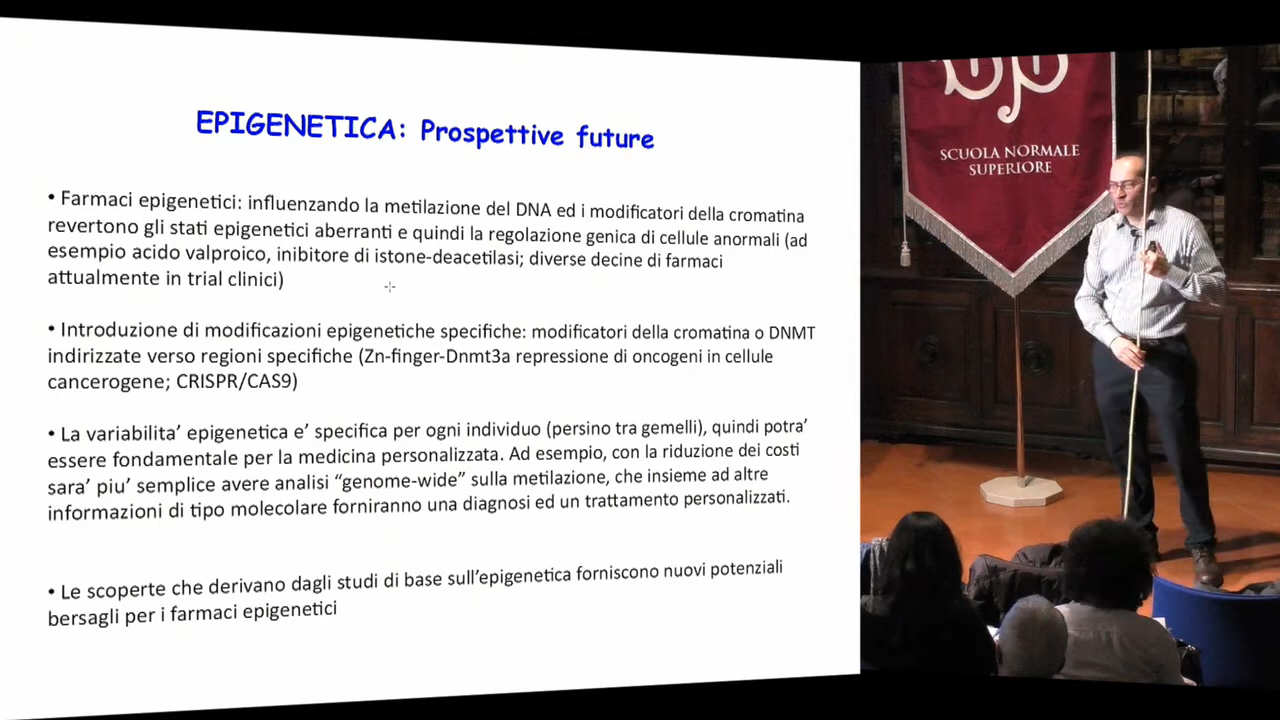 EPIGENETICA: Prospettive future
• Farmaci epigenetici: influenzando la metilazione del DNA ed i modificatori della cromatina
revertono gli stati epigenetici aberranti e quindi la regolazione genica di cellule anormali (ad
esempio acido valproico, inibitore di istone-deacetilasi; diverse decine di farmaci
attualmente in trial clinici)
• Introduzione di modificazioni epigenetiche specifiche: modificatori della cromatina o DNMT
indirizzate verso regioni specifiche (Zn-finger-Dnmt3a repressione di oncogeni in cellule
cancerogene; CRISPR/CAS9)
• La variabilita' epigenetica e' specifica per ogni individuo (persino tra gemelli), quindi potra'
essere fondamentale per la medicina personalizzata. Ad esempio, con la riduzione dei costi
sara' piu' semplice avere analisi “genome-wide” sulla metilazione, che insieme ad altre
informazioni di tipo molecolare forniranno una diagnosi ed un trattamento personalizzati.
• Le scoperte che derivano dagli studi di base sull'epigenetica forniscono nuovi potenziali
bersagli per i farmaci epigenetici
SCUOLA NORMALE
SUPERIORE